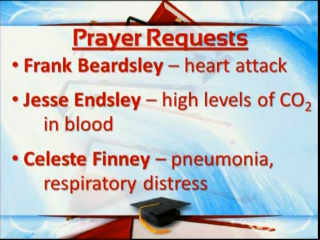 Prayer Requests
• Frank Beardsley – heart attack
• Jesse Endsley – high levels of CO₂
in blood
• Celeste Finney – pneumonia,
respiratory distress